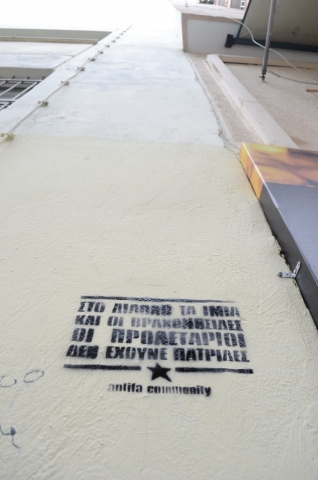 ΣΤΟ ΔΙΑΟΛΟ ΤΑ ΙΜΙΑ
ΚΑΙ ΟΙ ΒΡΑΧΟΝΗΣΙΔΕΣ
ΟΙ ΠΡΟΛΕΤΑΡΙΟΙ
ΔΕΝ ΕΧΟΥΝΕ ΠΑΤΡΙΔΕΣ
antifa community